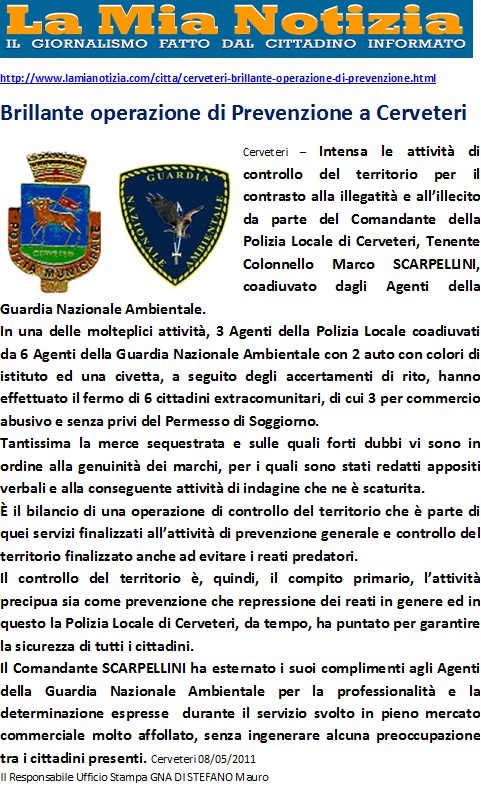 La Mia Notizia
IL GIORNALISMO FATTO DAL CITTADINO INFORMATO
http://www.lamianotizia.com/citta/cerveteri-brillante-operazione-di-prevenzione.html
Brillante operazione di Prevenzione a Cerveteri
CERVETERI
POLIZIA MUNICIPALE
GUARDIA
NAZIONALE AMBIENTALE
Cerveteri – Intensa le attività di
controllo del territorio per il
contrasto alla illegatità e all’illecito
da parte del Comandante della
Polizia Locale di Cerveteri, Tenente
Colonnello Marco SCARPELLINI,
coadiuvato dagli Agenti della
Guardia Nazionale Ambientale.
In una delle molteplici attività, 3 Agenti della Polizia Locale coadiuvati
da 6 Agenti della Guardia Nazionale Ambientale con 2 auto con colori di
istituto ed una civetta, a seguito degli accertamenti di rito, hanno
effettuato il fermo di 6 cittadini extracomunitari, di cui 3 per commercio
abusivo e senza privi del Permesso di Soggiorno.
Tantissima la merce sequestrata e sulle quali forti dubbi vi sono in
ordine alla genuinità dei marchi, per i quali sono stati redatti appositi
verbali e alla conseguente attività di indagine che ne è scaturita.
È il bilancio di una operazione di controllo del territorio che è parte di
quei servizi finalizzati all’attività di prevenzione generale e controllo del
territorio finalizzato anche ad evitare i reati predatori.
Il controllo del territorio è, quindi, il compito primario, l’attività
precipua sia come prevenzione che repressione dei reati in genere ed in
questo la Polizia Locale di Cerveteri, da tempo, ha puntato per garantire
la sicurezza di tutti i cittadini.
Il Comandante SCARPELLINI ha esternato i suoi complimenti agli Agenti
della Guardia Nazionale Ambientale per la professionalità e la
determinazione espresse durante il servizio svolto in pieno mercato
commerciale molto affollato, senza ingenerare alcuna preoccupazione
tra i cittadini presenti. Cerveteri 08/05/2011
Il Responsabile Ufficio Stampa GNA DI STEFANO Mauro